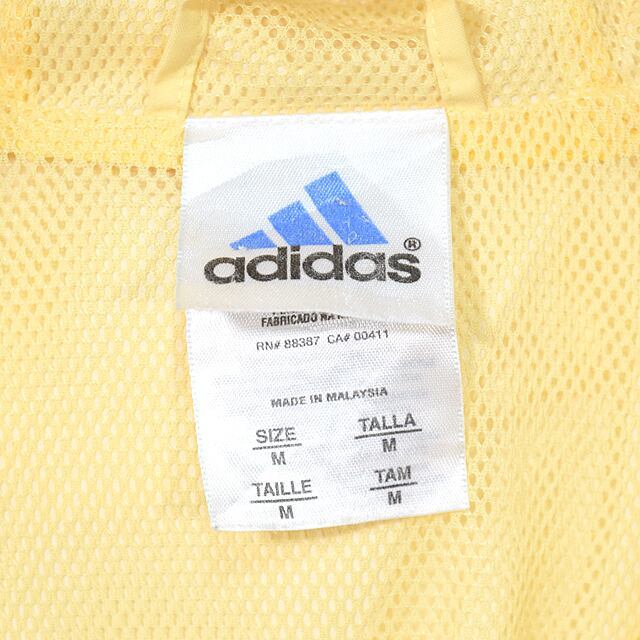 adidas®
FABRICADO NA
RN# 88387 CA# 00411
MADE IN MALAYSIA
SIZE TALLA
M M
TAILLE TAM
M M